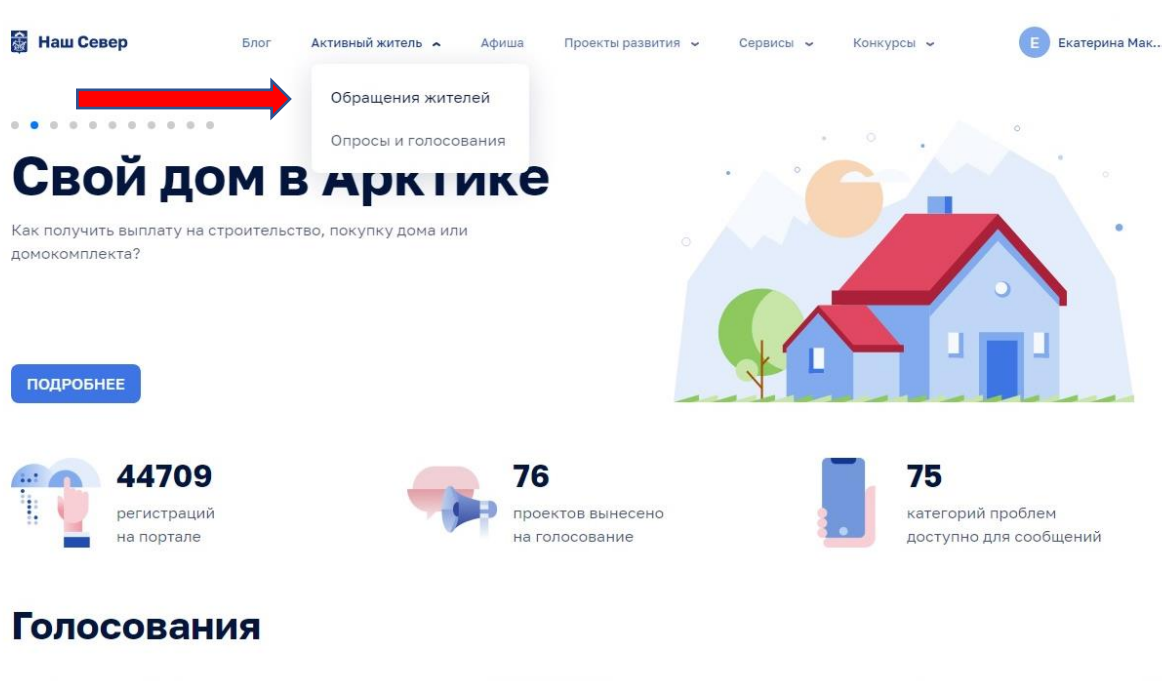 Наш Север
Блог
Активный житель
Афиша
Проекты развития
Сервисы
Конкурсы
Е
Екатерина Мак..
Обращения жителей
Опросы и голосования
Свой дом в Арктике
Как получить выплату на строительство, покупку дома или
домокомплекта?
ПОДРОБНЕЕ
44709
регистраций
на портале
76
проектов вынесено
на голосование
75
категорий проблем
доступно для сообщений
Голосования